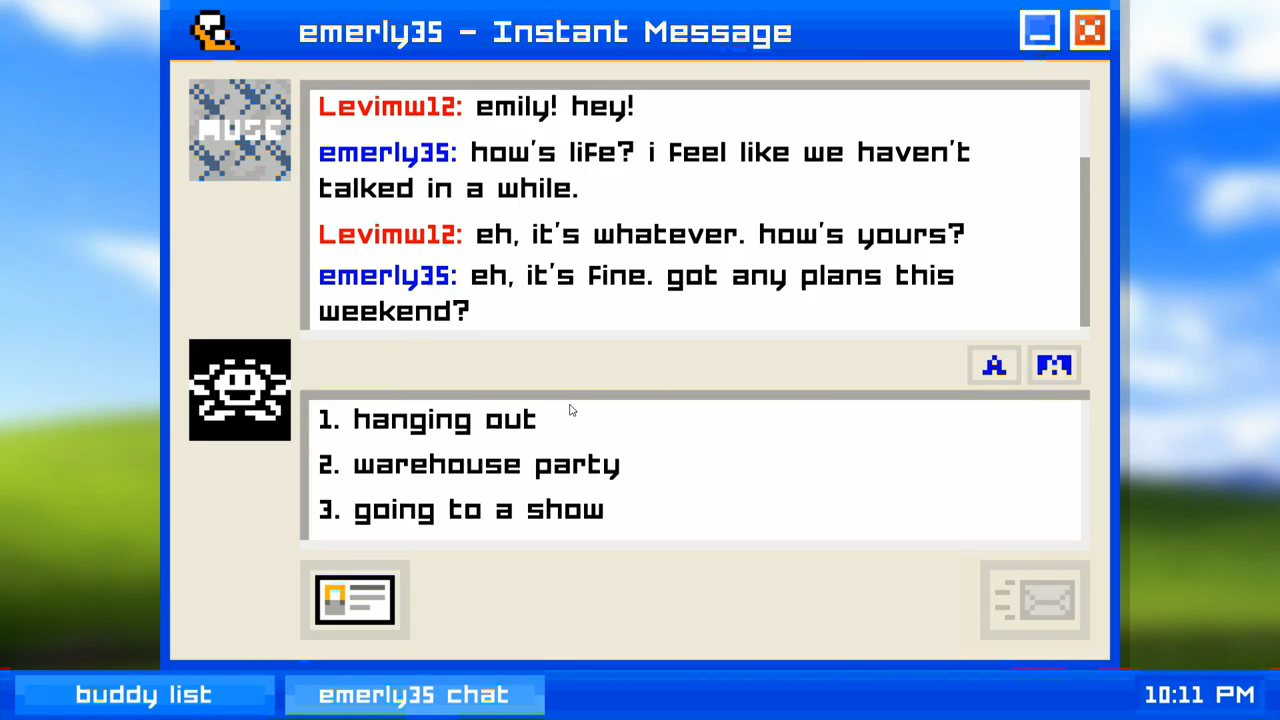 emerly35 - Instant Message
MUSE
Levimw12: emily! hey!
emerly35: how's life? i feel like we haven't
talked in a while.
Levimw12: eh, it's whatever. how's yours?
emerly35: eh, it's fine. got any plans this
weekend?
A
1. hanging out
2. warehouse party
3. going to a show
buddy list
emerly35 chat
10:11 PM